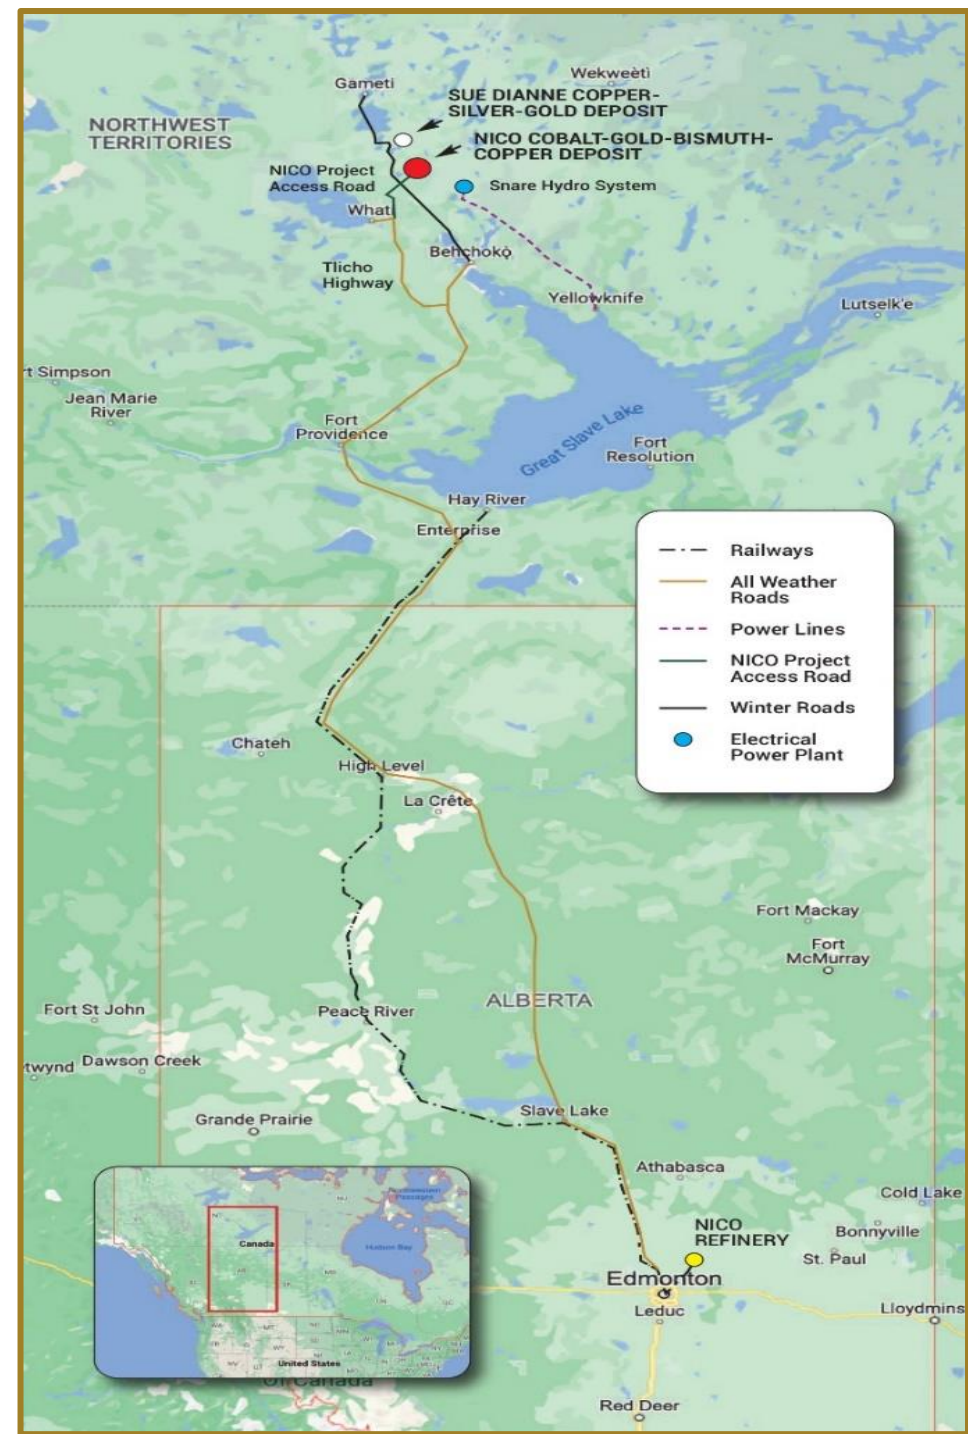 Gameti
Wekweètì
SUE DIANNE COPPER-
SILVER-GOLD DEPOSIT
NORTHWEST
TERRITORIES
NICO COBALT-GOLD-BISMUTH-
COPPER DEPOSIT
NICO Project
Access Road
Snare Hydro System
What
Behchokǫ̀
Tlicho
Highway
Yellowknife
Lutselk'e
rt Simpson
Jean Marie
River
Fort
Providence
Great Slave Lake
Fort
Resolution
Hay River
Enterprise
Railways
All Weather
Roads
Power Lines
NICO Project
Access Road
Winter Roads
Electrical
Power Plant
Chateh
High Level
La Crête
Fort Mackay
Fort
McMurray
ALBERTA
Fort St John
Peace River
twynd
Dawson Creek
Slave Lake
Grande Prairie
Athabasca
Cold Lake
NICO
REFINERY
Bonnyville
St. Paul
Edmonton
Leduc
Lloydmins
Canada
Hudson Bay
United States
Of Canada
Red Deer